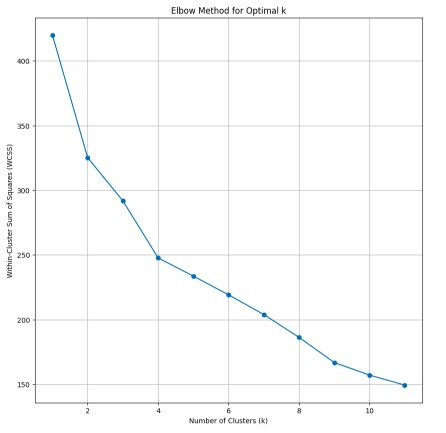 Elbow Method for Optimal k
Within-Cluster Sum of Squares (WCSS)
400
350
300
250
200
150
2 4 6 8 10
Number of Clusters (k)